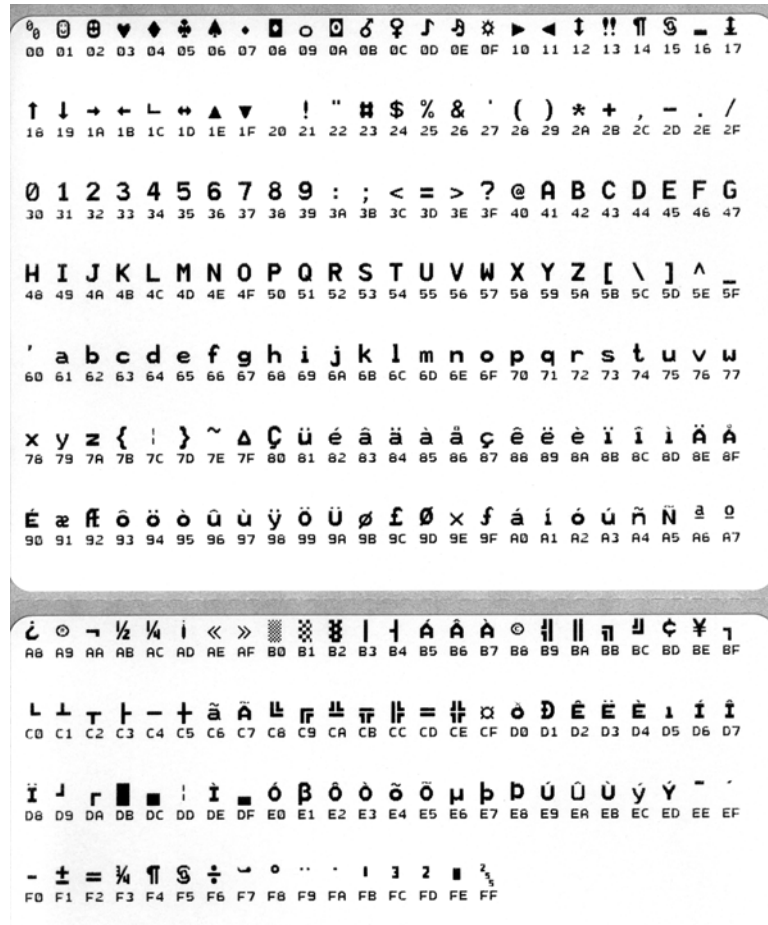 ⁰₀ ☺ ☻ ♥ ♦ ♣ ♠ • ◘ ○ ◙ ♂ ♀ ♪ ♫ ☼ ► ◄ ↕ ‼ ¶ § ▬ ↨
00 01 02 03 04 05 06 07 08 09 0A 0B 0C 0D 0E 0F 10 11 12 13 14 15 16 17
↑ ↓ → ← ∟ ↔ ▲ ▼ ! " # $ % & ' ( ) * + , - . /
18 19 1A 1B 1C 1D 1E 1F 20 21 22 23 24 25 26 27 28 29 2A 2B 2C 2D 2E 2F
0 1 2 3 4 5 6 7 8 9 : ; < = > ? @ A B C D E F G
30 31 32 33 34 35 36 37 38 39 3A 3B 3C 3D 3E 3F 40 41 42 43 44 45 46 47
H I J K L M N O P Q R S T U V W X Y Z [ \ ] ^ _
48 49 4A 4B 4C 4D 4E 4F 50 51 52 53 54 55 56 57 58 59 5A 5B 5C 5D 5E 5F
' a b c d e f g h i j k l m n o p q r s t u v w
60 61 62 63 64 65 66 67 68 69 6A 6B 6C 6D 6E 6F 70 71 72 73 74 75 76 77
x y z { ¦ } ~ ∆ Ç ü é â ä à å ç ê ë è ï î ì Ä Å
78 79 7A 7B 7C 7D 7E 7F 80 81 82 83 84 85 86 87 88 89 8A 8B 8C 8D 8E 8F
É æ Æ ô ö ò û ù ÿ Ö Ü ø £ Ø × ƒ á í ó ú ñ Ñ ª º
90 91 92 93 94 95 96 97 98 99 9A 9B 9C 9D 9E 9F A0 A1 A2 A3 A4 A5 A6 A7
¿ ® ¬ ½ ¼ ¡ « » ░ ▒ ▓ │ ┤ Á Â À © ╣ ║ ╗ ╝ ¢ ¥ ┐
A8 A9 AA AB AC AD AE AF B0 B1 B2 B3 B4 B5 B6 B7 B8 B9 BA BB BC BD BE BF
└ ┴ ┬ ├ ─ ┼ ã Ã ╚ ╔ ╩ ╦ ╠ = ╬ ¤ ð Ð Ê Ë È ı Í Î
C0 C1 C2 C3 C4 C5 C6 C7 C8 C9 CA CB CC CD CE CF D0 D1 D2 D3 D4 D5 D6 D7
Ï ┘ ┌ █ ▄ ¦ Ì ▬ Ó β Ô Ò õ Õ µ þ Þ Ú Û Ù ý Ý ¯ ´
D8 D9 DA DB DC DD DE DF E0 E1 E2 E3 E4 E5 E6 E7 E8 E9 EA EB EC ED EE EF
- ± = ¾ ¶ § ÷ ¸ ° ¨ · ı 3 2 ■ ²₅₅
F0 F1 F2 F3 F4 F5 F6 F7 F8 F9 FA FB FC FD FE FF